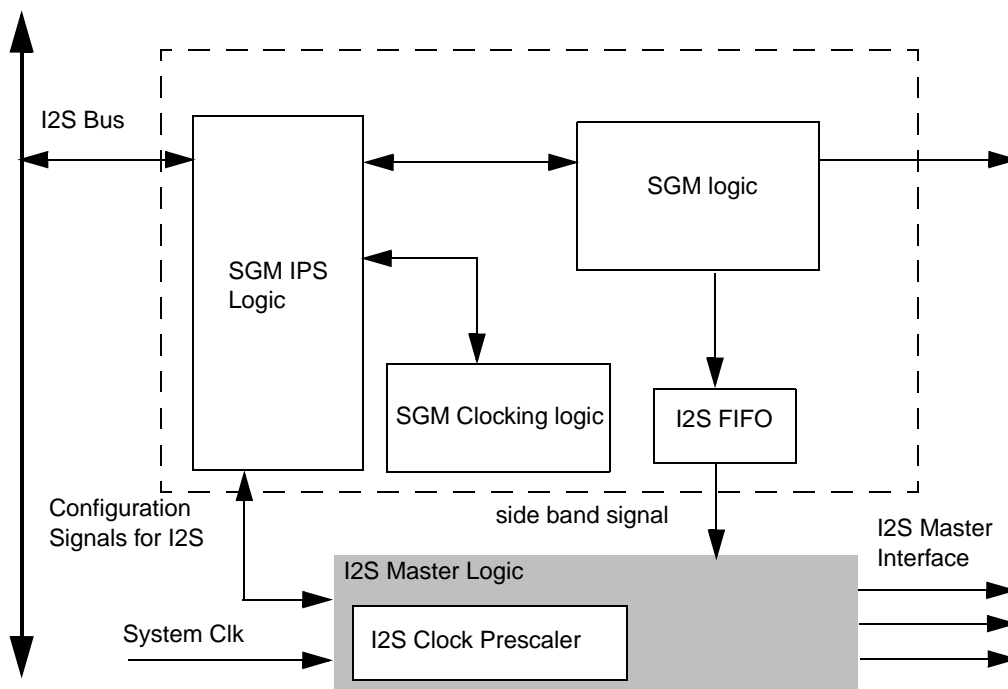 I2S Bus
SGM logic
SGM IPS
Logic
SGM Clocking logic
I2S FIFO
Configuration
Signals for I2S
side band signal
I2S Master
Interface
I2S Master Logic
System Clk
I2S Clock Prescaler